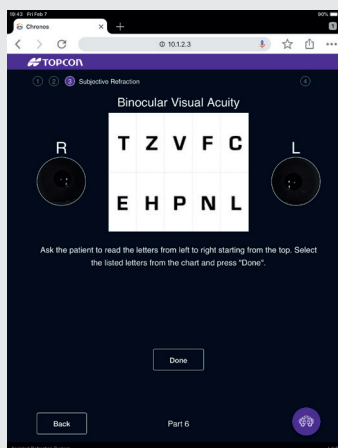 10:43 Fri Feb 7
90%
Chronos
1
10.1.2.3
TOPCON
1 2 3 Subjective Refraction 4
Binocular Visual Acuity
R
L
T Z V F C
E H P N L
Ask the patient to read the letters from left to right starting from the top. Select
the listed letters from the chart and press "Done".
Done
Back
Part 6